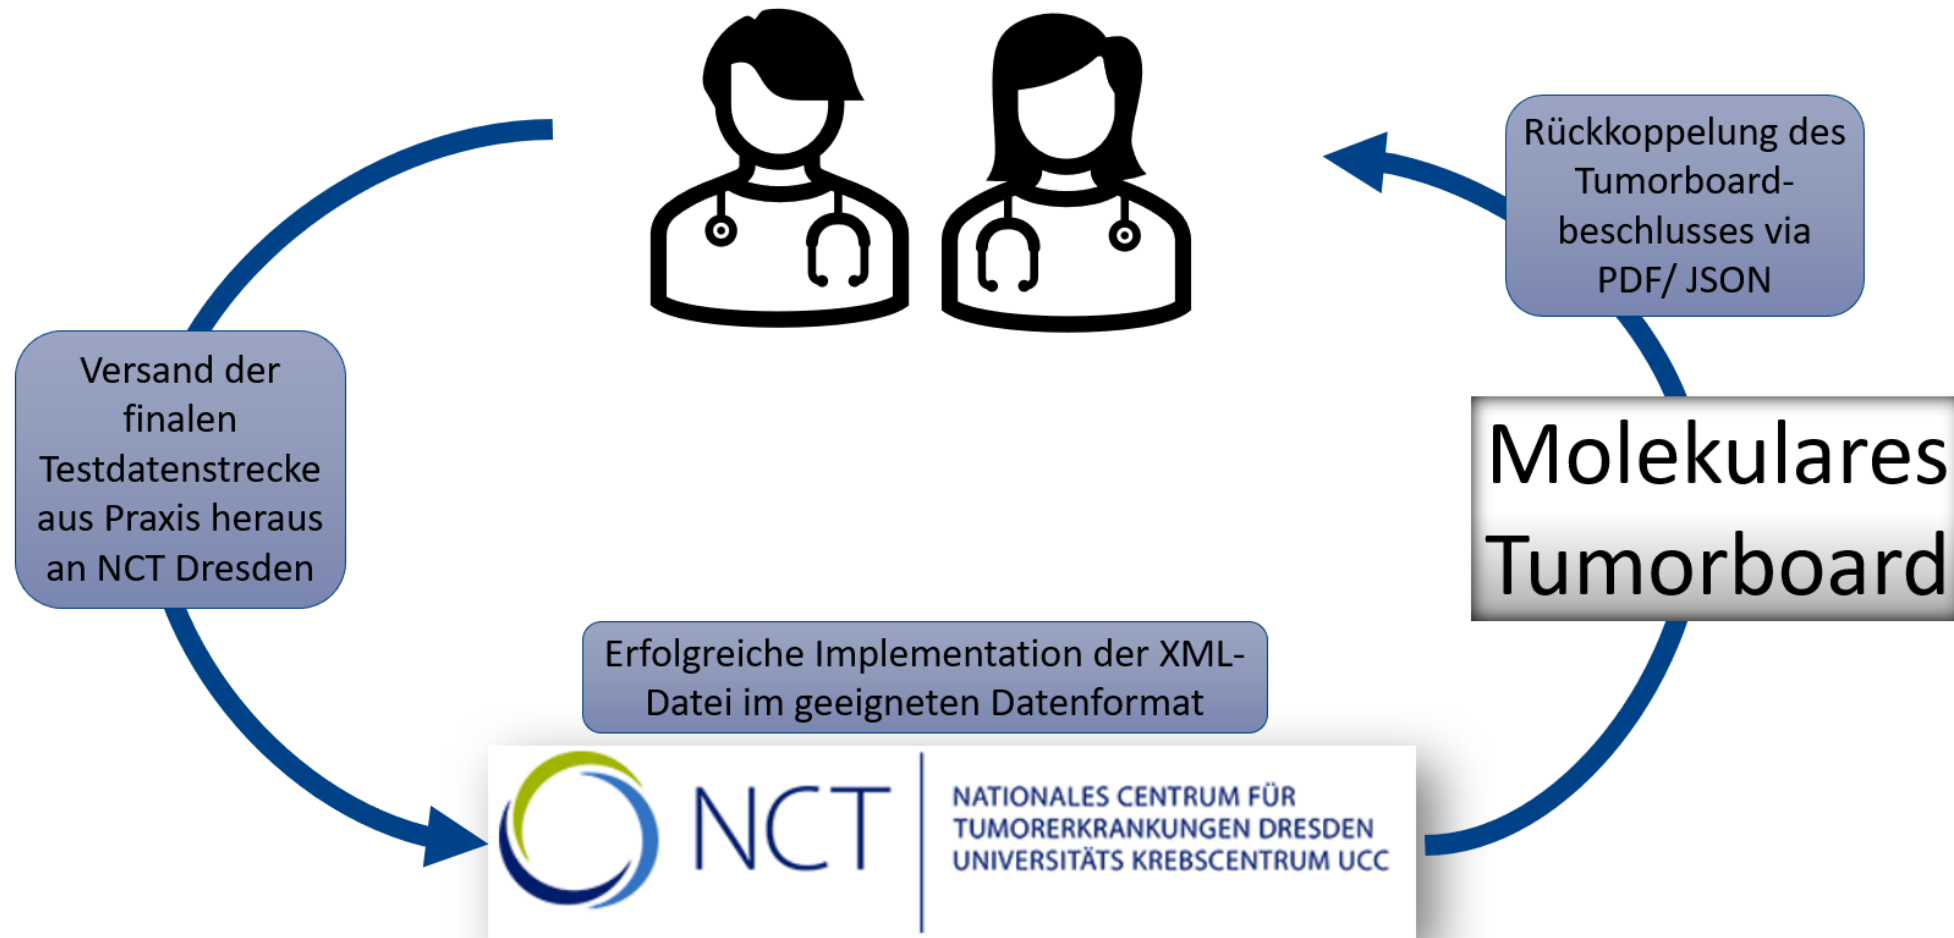 Rückkoppelung des
Tumorboard-
beschlusses via
PDF/ JSON
Versand der
finalen
Testdatenstrecke
aus Praxis heraus
an NCT Dresden
Molekulares
Tumorboard
Erfolgreiche Implementation der XML-
Datei im geeigneten Datenformat
NCT
NATIONALES CENTRUM FÜR
TUMORERKRANKUNGEN DRESDEN
UNIVERSITÄTS KREBSCENTRUM UCC